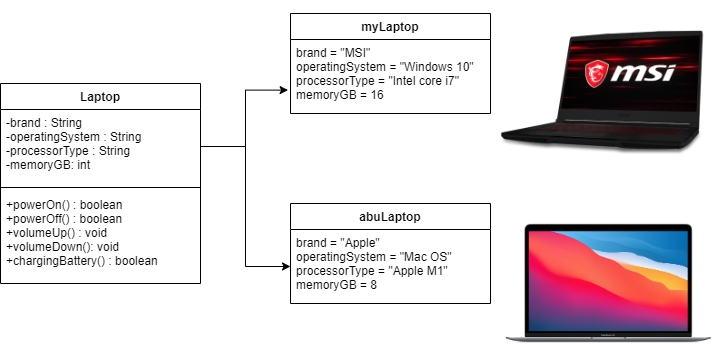 Laptop
-brand : String
-operatingSystem : String
-processorType : String
-memoryGB: int
+powerOn() : boolean
+powerOff() : boolean
+volumeUp() : void
+volumeDown(): void
+chargingBattery() : boolean
myLaptop
brand = "MSI"
operatingSystem = "Windows 10"
processorType = "Intel core i7"
memoryGB = 16
msi
abuLaptop
brand = "Apple"
operatingSystem = "Mac OS"
processorType = "Apple M1"
memoryGB = 8